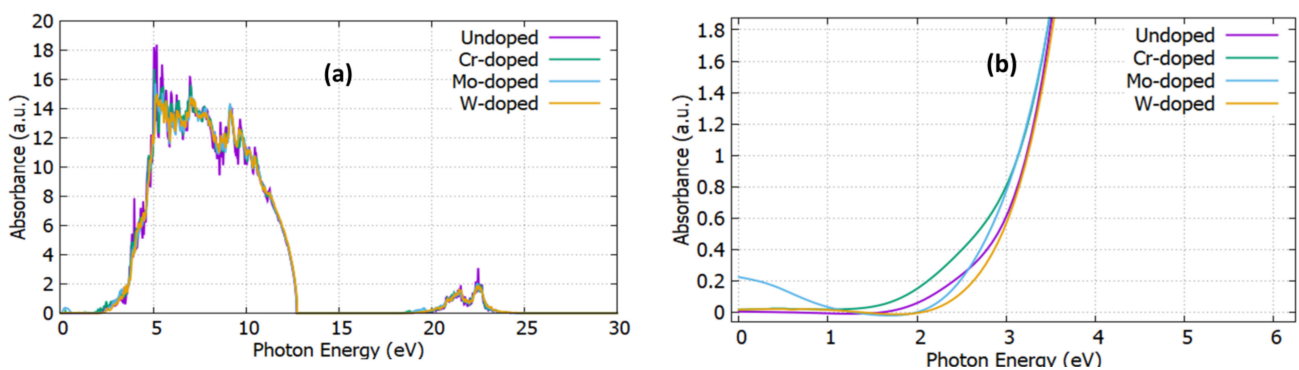 20
18
16
14
12
10
8
6
4
2
0
Absorbance (a.u.)
Undoped
Cr-doped
Mo-doped
W-doped
(a)
0 5 10 15 20 25 30
Photon Energy (eV)
1.8
1.6
1.4
1.2
1
0.8
0.6
0.4
0.2
0
Absorbance (a.u.)
Undoped
Cr-doped
Mo-doped
W-doped
(b)
0 1 2 3 4 5 6
Photon Energy (eV)